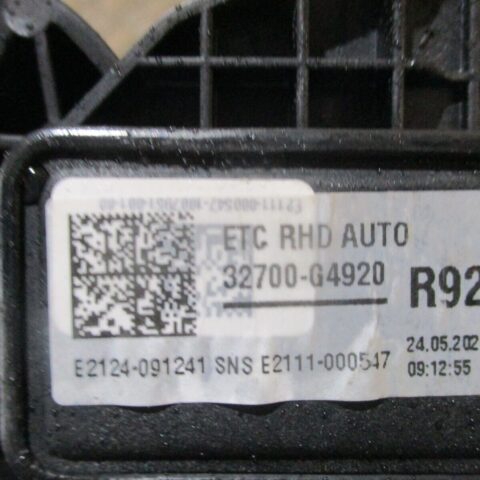 ETC RHD AUTO
32700-G4920
R92
E2124-091241 SNS E2111-000547
24.05.202
09:12:55